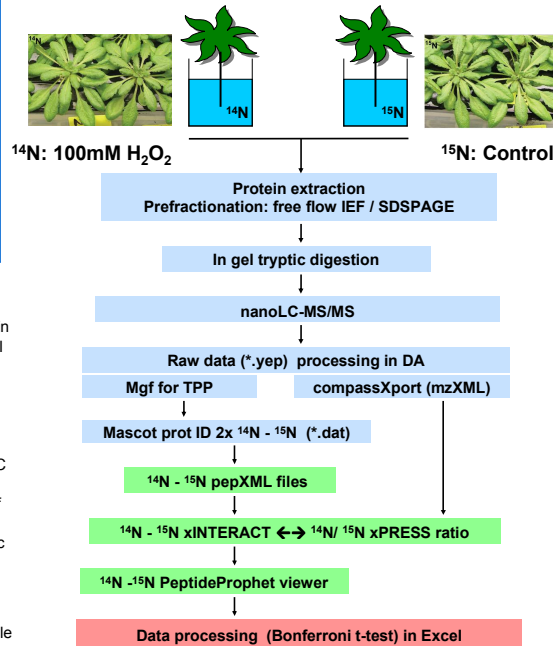 14N
15N
14N
15N
14N: 100mM H2O2
15N: Control
Protein extraction
Prefractionation: free flow IEF / SDSPAGE
In gel tryptic digestion
nanoLC-MS/MS
Raw data (*.yep) processing in DA
Mgf for TPP
compassXport (mzXML)
Mascot prot ID 2x 14N - 15N (*.dat)
14N - 15N pepXML files
14N - 15N xINTERACT ←→ 14N/ 15N xPRESS ratio
14N -15N PeptideProphet viewer
Data processing (Bonferroni t-test) in Excel